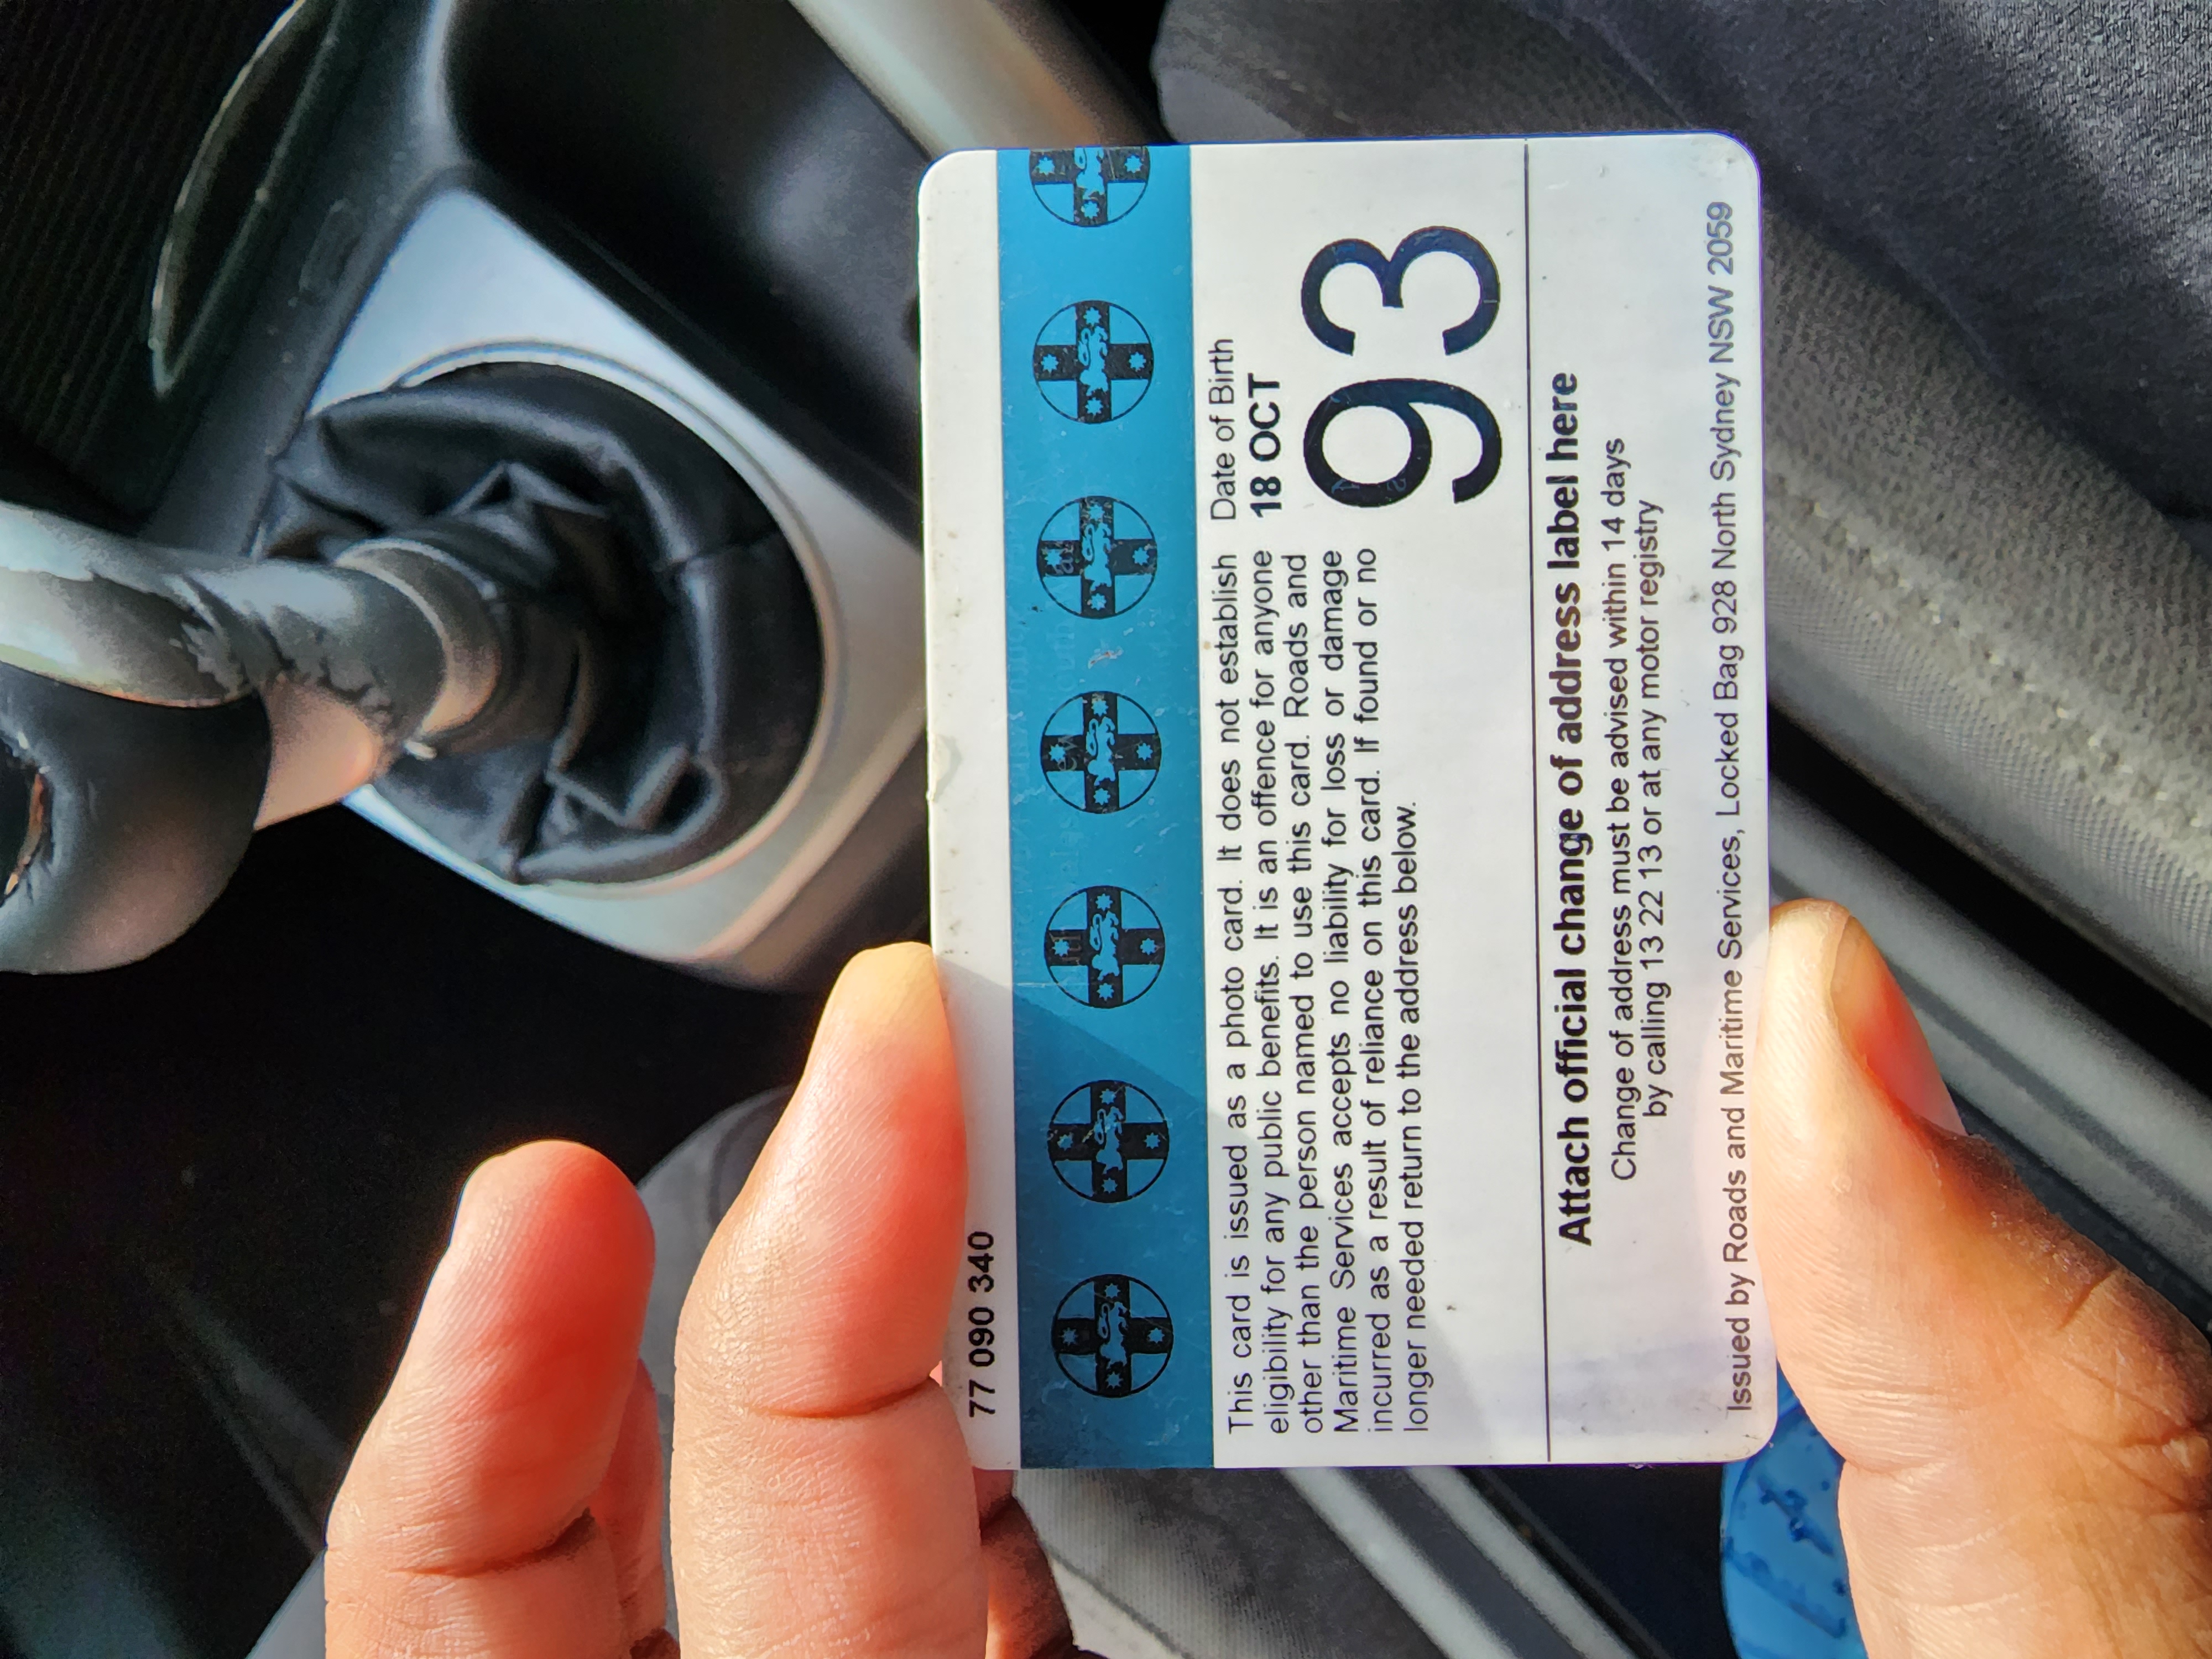 77 090 340
This card is issued as a photo card. It does not establish
eligibility for any public benefits. It is an offence for anyone
other than the person named to use this card. Roads and
Maritime Services accepts no liability for loss or damage
incurred as a result of reliance on this card. If found or no
longer needed return to the address below.
Date of Birth
18 OCT
93
Attach official change of address label here
Change of address must be advised within 14 days
by calling 13 22 13 or at any motor registry
Issued by Roads and Maritime Services, Locked Bag 928 North Sydney NSW 2059